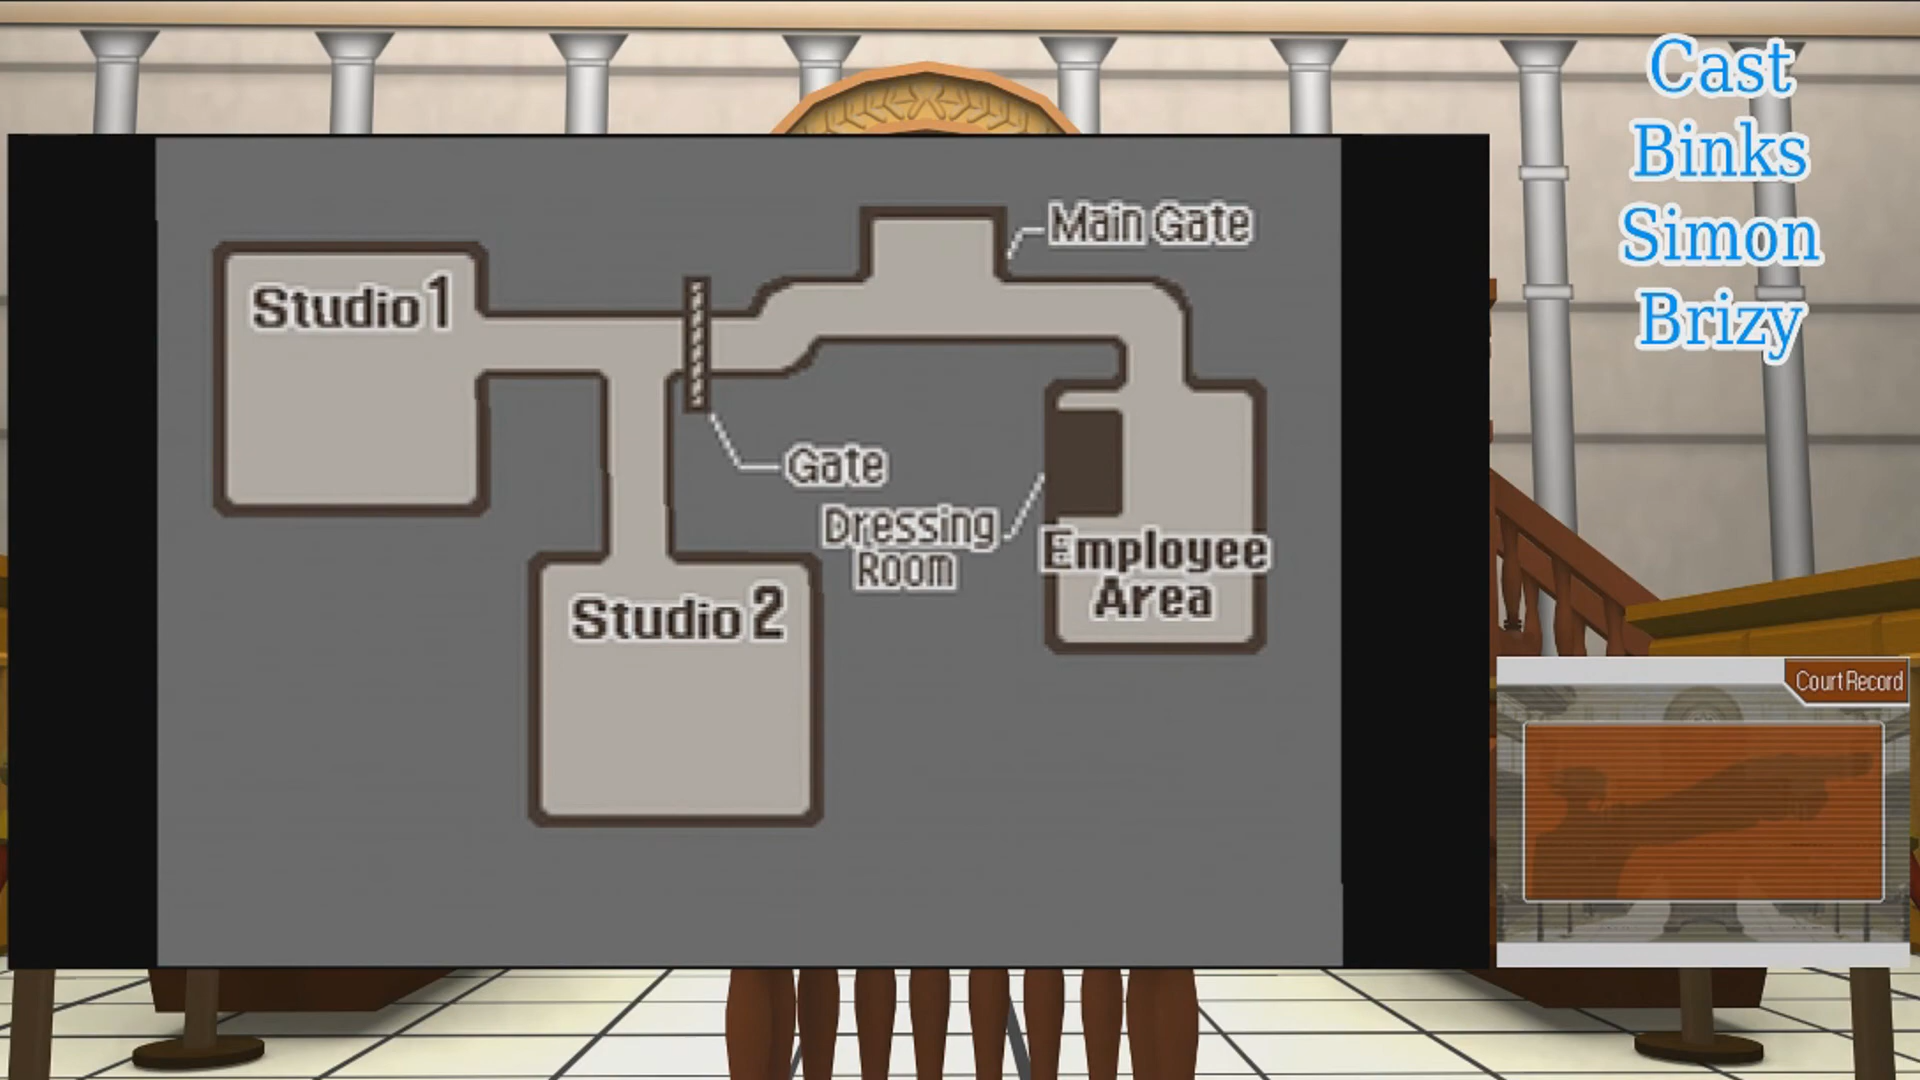 Cast
Binks
Simon
Brizy
Main Gate
Studio 1
Gate
Dressing
Room
Employee
Area
Studio 2
Court Record